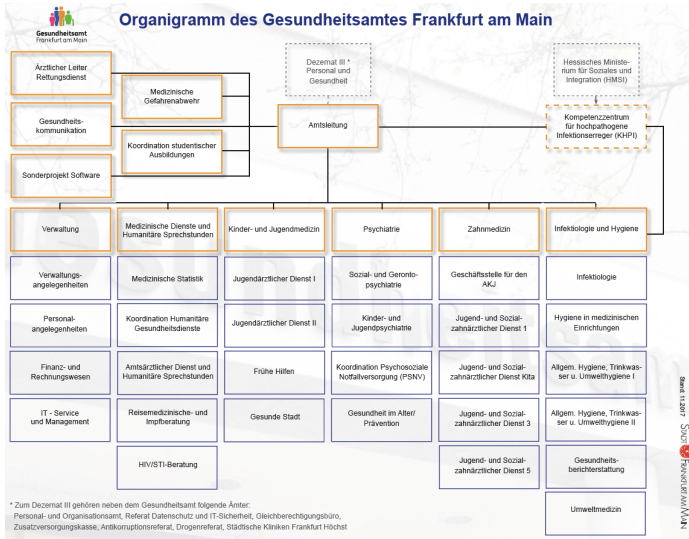 Organigramm des Gesundheitsamtes Frankfurt am Main
Gesundheitsamt
Frankfurt am Main
Ärztlicher Leiter
Rettungsdienst
Medizinische
Gefahrenabwehr
Gesundheits-
kommunikation
Koordination studentischer
Ausbildungen
Sonderprojekt Software
Dezernat III *
Personal und
Gesundheit
Amtsleitung
Hessisches Ministe-
rium für Soziales und
Integration (HMSI)
Kompetenzzentrum
für hochpathogene
Infektionserreger (KHPI)
Verwaltung
Verwaltungs-
angelegenheiten
Personal-
angelegenheiten
Finanz- und
Rechnungswesen
IT - Service
und Management
Medizinische Dienste und
Humanitäre Sprechstunden
Medizinische Statistik
Koordination Humanitäre
Gesundheitsdienste
Amtsärztlicher Dienst und
Humanitäre Sprechstunden
Reisemedizinische- und
Impfberatung
HIV/STI-Beratung
Kinder- und Jugendmedizin
Jugendärztlicher Dienst I
Jugendärztlicher Dienst II
Frühe Hilfen
Gesunde Stadt
Psychiatrie
Sozial- und Geronto-
psychiatrie
Kinder- und
Jugendpsychiatrie
Koordination Psychosoziale
Notfallversorgung (PSNV)
Gesundheit im Alter/
Prävention
Zahnmedizin
Geschäftsstelle für den
AKJ
Jugend- und Sozial-
zahnärztlicher Dienst 1
Jugend- und Sozial-
zahnärztlicher Dienst Kita
Jugend- und Sozial-
zahnärztlicher Dienst 3
Jugend- und Sozial-
zahnärztlicher Dienst 5
Infektiologie und Hygiene
Infektiologie
Hygiene in medizinischen
Einrichtungen
Allgem. Hygiene, Trinkwas-
ser u. Umwelthygiene I
Allgem. Hygiene, Trinkwas-
ser u. Umwelthygiene II
Gesundheits-
berichterstattung
Umweltmedizin
* Zum Dezernat III gehören neben dem Gesundheitsamt folgende Ämter:
Personal- und Organisationsamt, Referat Datenschutz und IT-Sicherheit, Gleichberechtigungsbüro,
Zusatzversorgungskasse, Antikorruptionsreferat, Drogenreferat, Städtische Kliniken Frankfurt Höchst
Stand: 11.2017
STADT FRANKFURT AM MAIN